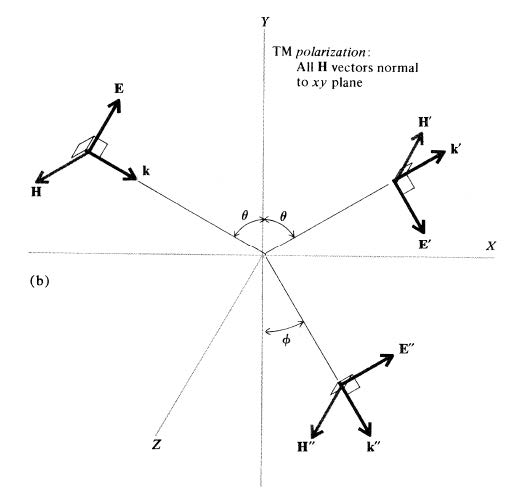 Y
TM polarization:
All H vectors normal
to xy plane
E
H'
k'
k
H
θ
θ
E'
X
(b)
ϕ
E''
Z
H''
k''